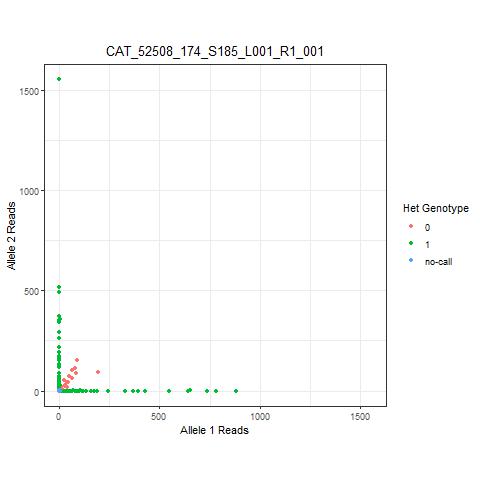 CAT_52508_174_S185_L001_R1_001
1500
1000
500
0
Allele 2 Reads
0 500 1000 1500
Allele 1 Reads
Het Genotype
0
1
no-call